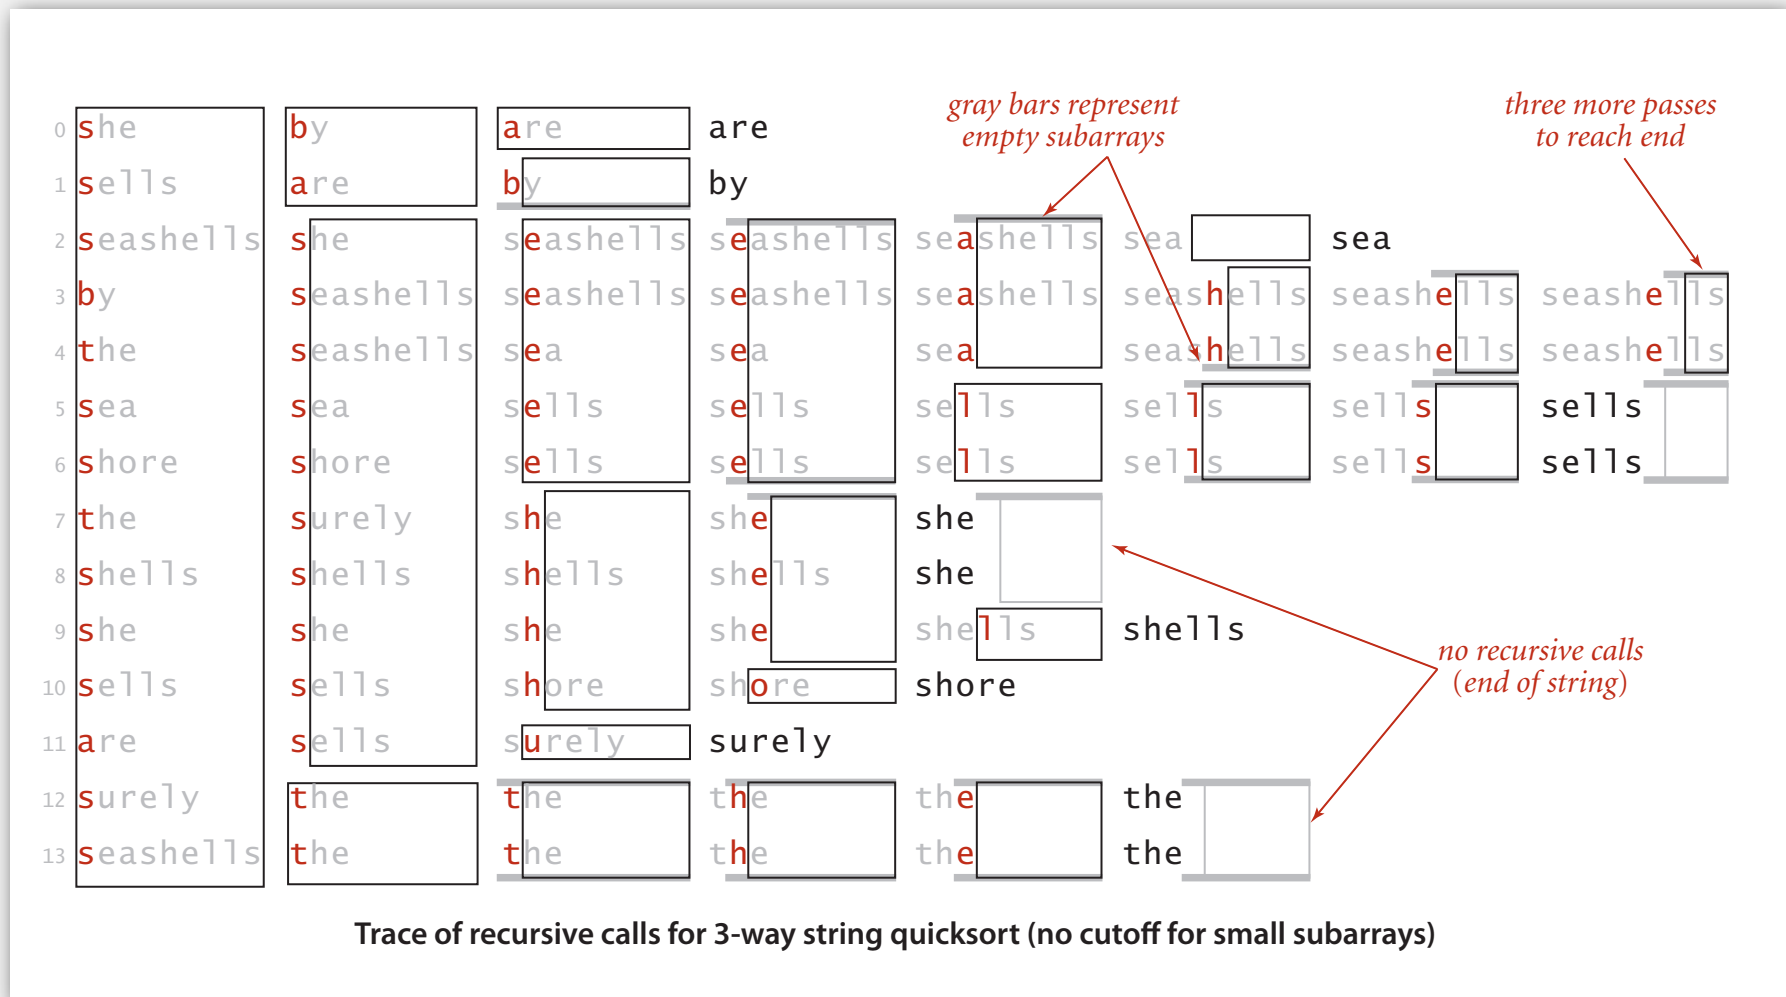 gray bars represent
empty subarrays
three more passes
to reach end
0 she by are are
1 sells are by by
2 seashells she seashells seashells seashells sea sea
3 by seashells seashells seashells seashells seashells seashells seashells
4 the seashells sea sea sea seashells seashells seashells
5 sea sea sells sells sells sells sells sells
6 shore shore sells sells sells sells sells sells
7 the surely she she she
8 shells shells shells shells she
9 she she she she shells shells
10 sells sells shore shore shore
11 are sells surely surely
12 surely the the the the the
13 seashells the the the the the
no recursive calls
(end of string)
Trace of recursive calls for 3-way string quicksort (no cutoff for small subarrays)